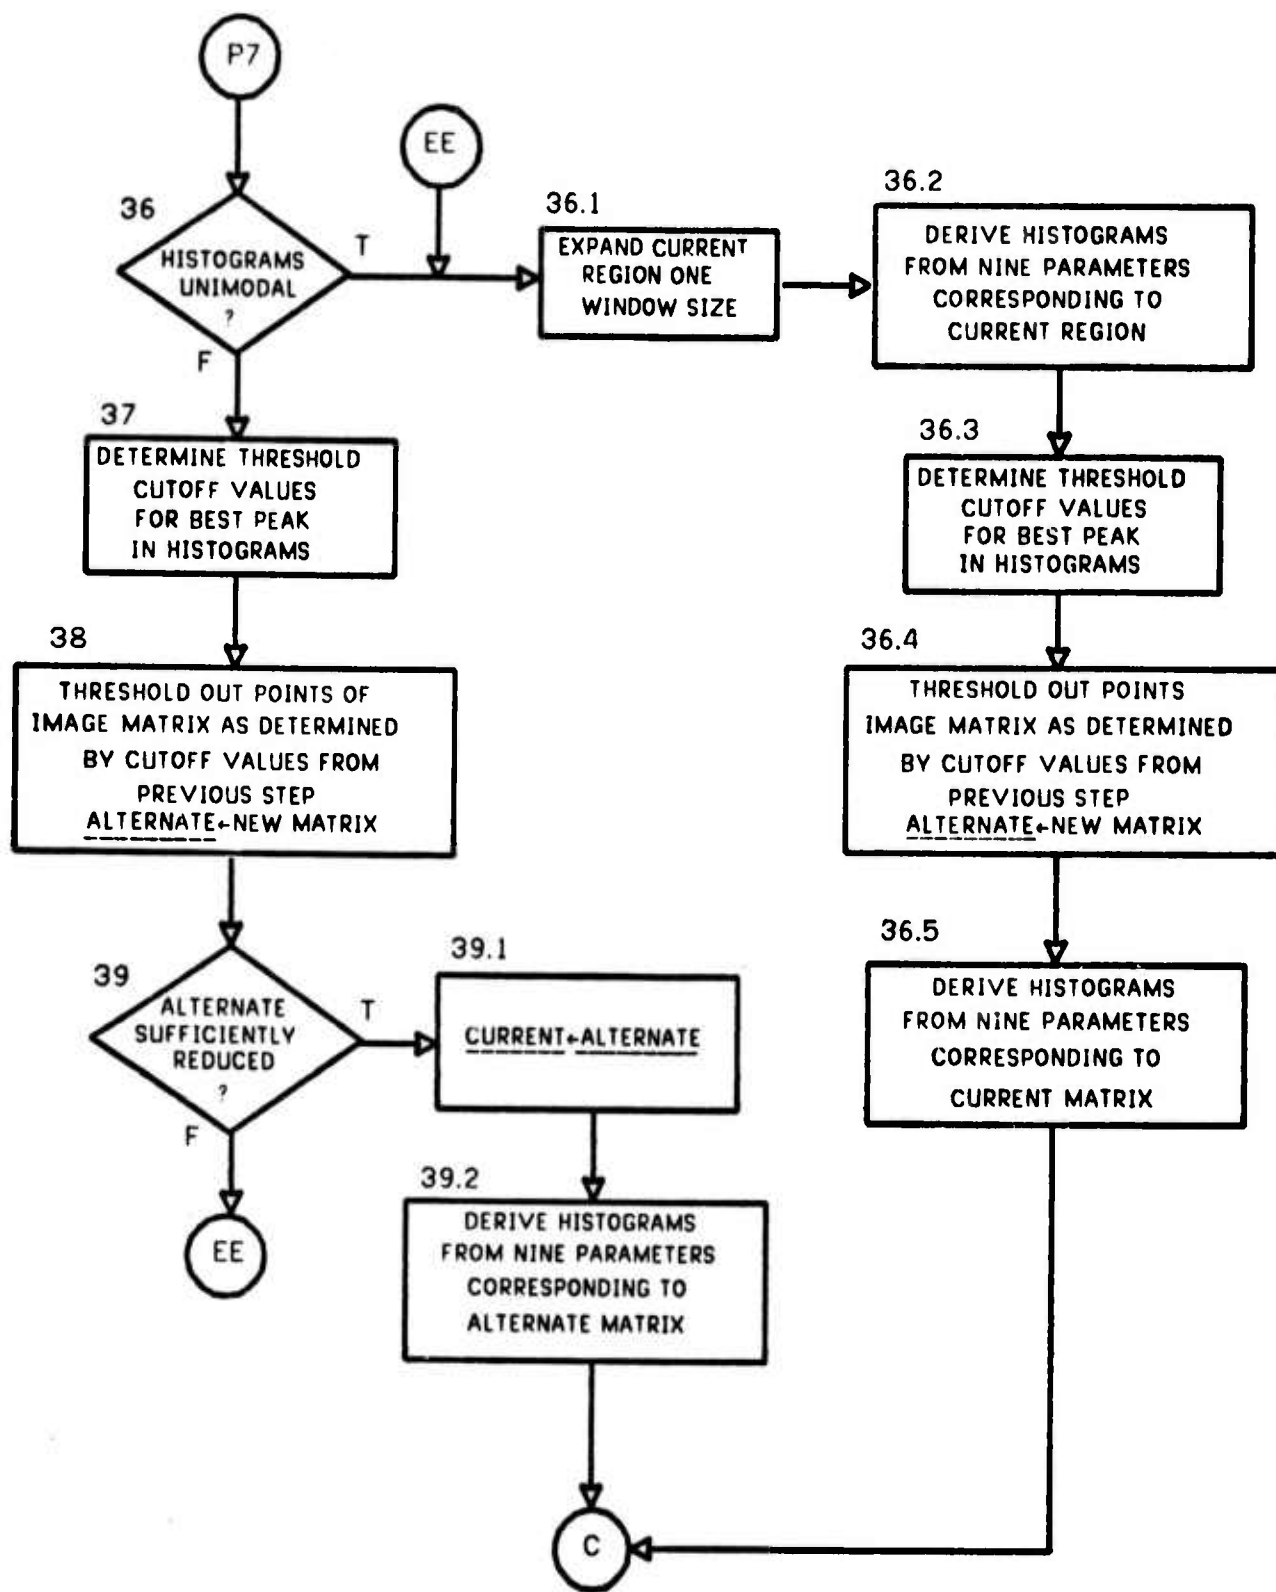 P7
EE
36
HISTOGRAMS
UNIMODAL
?
T
F
36.1
EXPAND CURRENT
REGION ONE
WINDOW SIZE
36.2
DERIVE HISTOGRAMS
FROM NINE PARAMETERS
CORRESPONDING TO
CURRENT REGION
37
DETERMINE THRESHOLD
CUTOFF VALUES
FOR BEST PEAK
IN HISTOGRAMS
36.3
DETERMINE THRESHOLD
CUTOFF VALUES
FOR BEST PEAK
IN HISTOGRAMS
38
THRESHOLD OUT POINTS OF
IMAGE MATRIX AS DETERMINED
BY CUTOFF VALUES FROM
PREVIOUS STEP
ALTERNATE←NEW MATRIX
36.4
THRESHOLD OUT POINTS
IMAGE MATRIX AS DETERMINED
BY CUTOFF VALUES FROM
PREVIOUS STEP
ALTERNATE←NEW MATRIX
39
ALTERNATE
SUFFICIENTLY
REDUCED
?
T
F
39.1
CURRENT←ALTERNATE
36.5
DERIVE HISTOGRAMS
FROM NINE PARAMETERS
CORRESPONDING TO
CURRENT MATRIX
EE
39.2
DERIVE HISTOGRAMS
FROM NINE PARAMETERS
CORRESPONDING TO
ALTERNATE MATRIX
C